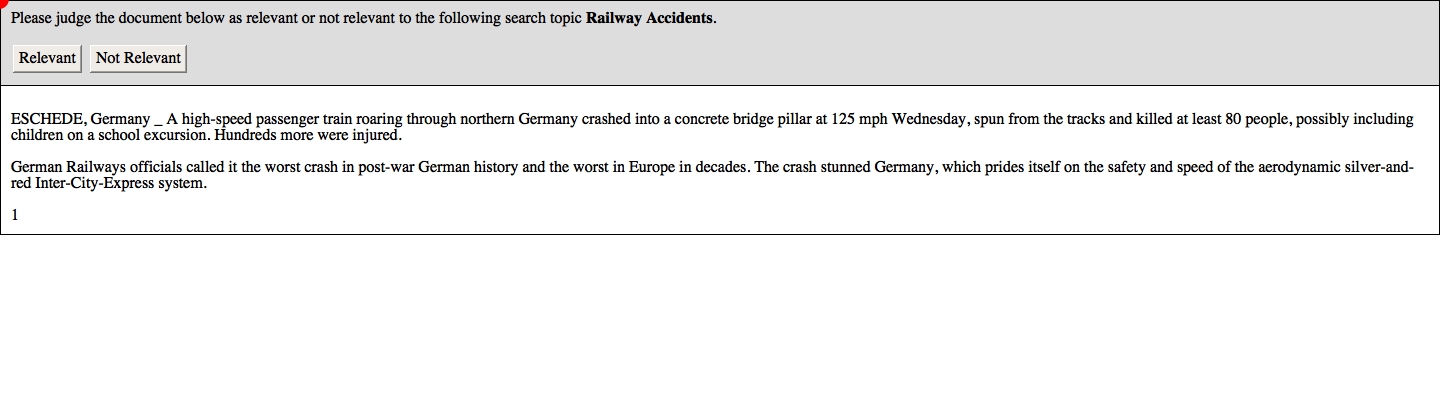 Please judge the document below as relevant or not relevant to the following search topic Railway Accidents.
Relevant Not Relevant
ESCHEDE, Germany _ A high-speed passenger train roaring through northern Germany crashed into a concrete bridge pillar at 125 mph Wednesday, spun from the tracks and killed at least 80 people, possibly including
children on a school excursion. Hundreds more were injured.
German Railways officials called it the worst crash in post-war German history and the worst in Europe in decades. The crash stunned Germany, which prides itself on the safety and speed of the aerodynamic silver-and-
red Inter-City-Express system.
1